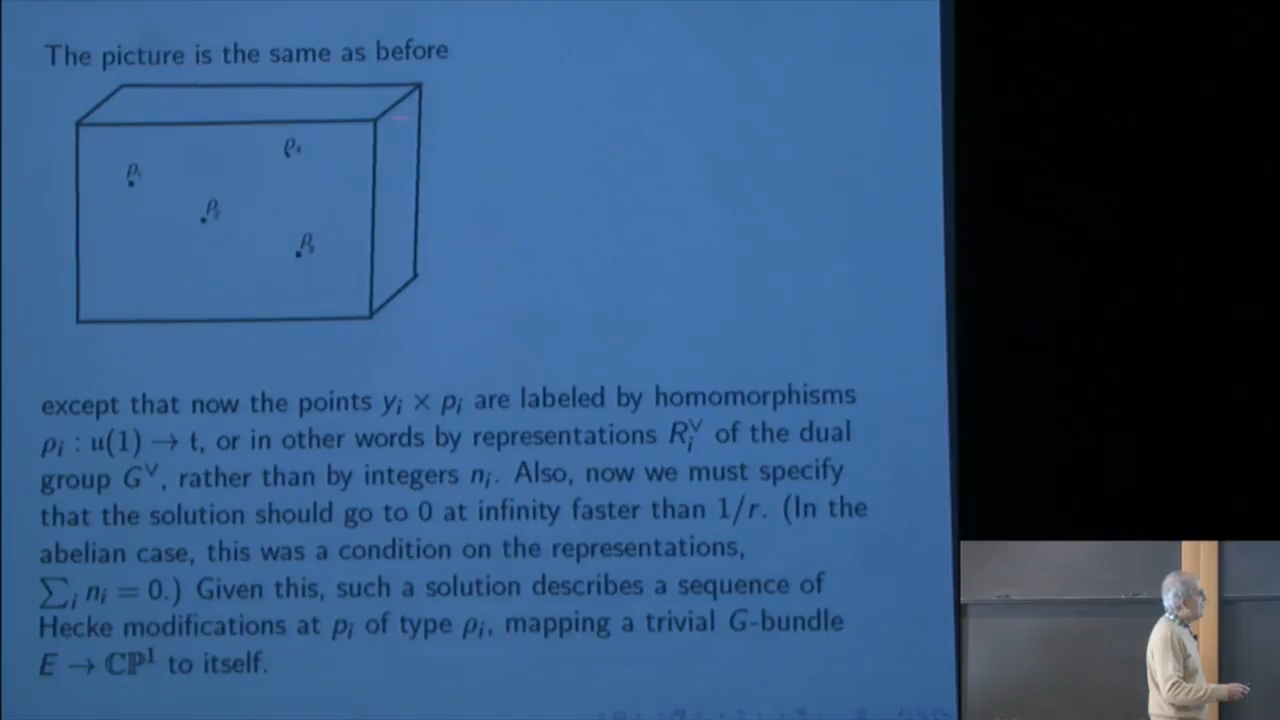 The picture is the same as before
ρ₄
ρ₁
ρ₂
ρ₃
except that now the points yᵢ × pᵢ are labeled by homomorphisms
ρᵢ : u(1) → t, or in other words by representations Rᵢ^∨ of the dual
group G^∨, rather than by integers nᵢ. Also, now we must specify
that the solution should go to 0 at infinity faster than 1/r. (In the
abelian case, this was a condition on the representations,
∑ᵢ nᵢ = 0.) Given this, such a solution describes a sequence of
Hecke modifications at pᵢ of type ρᵢ, mapping a trivial G-bundle
E → ℂℙ¹ to itself.